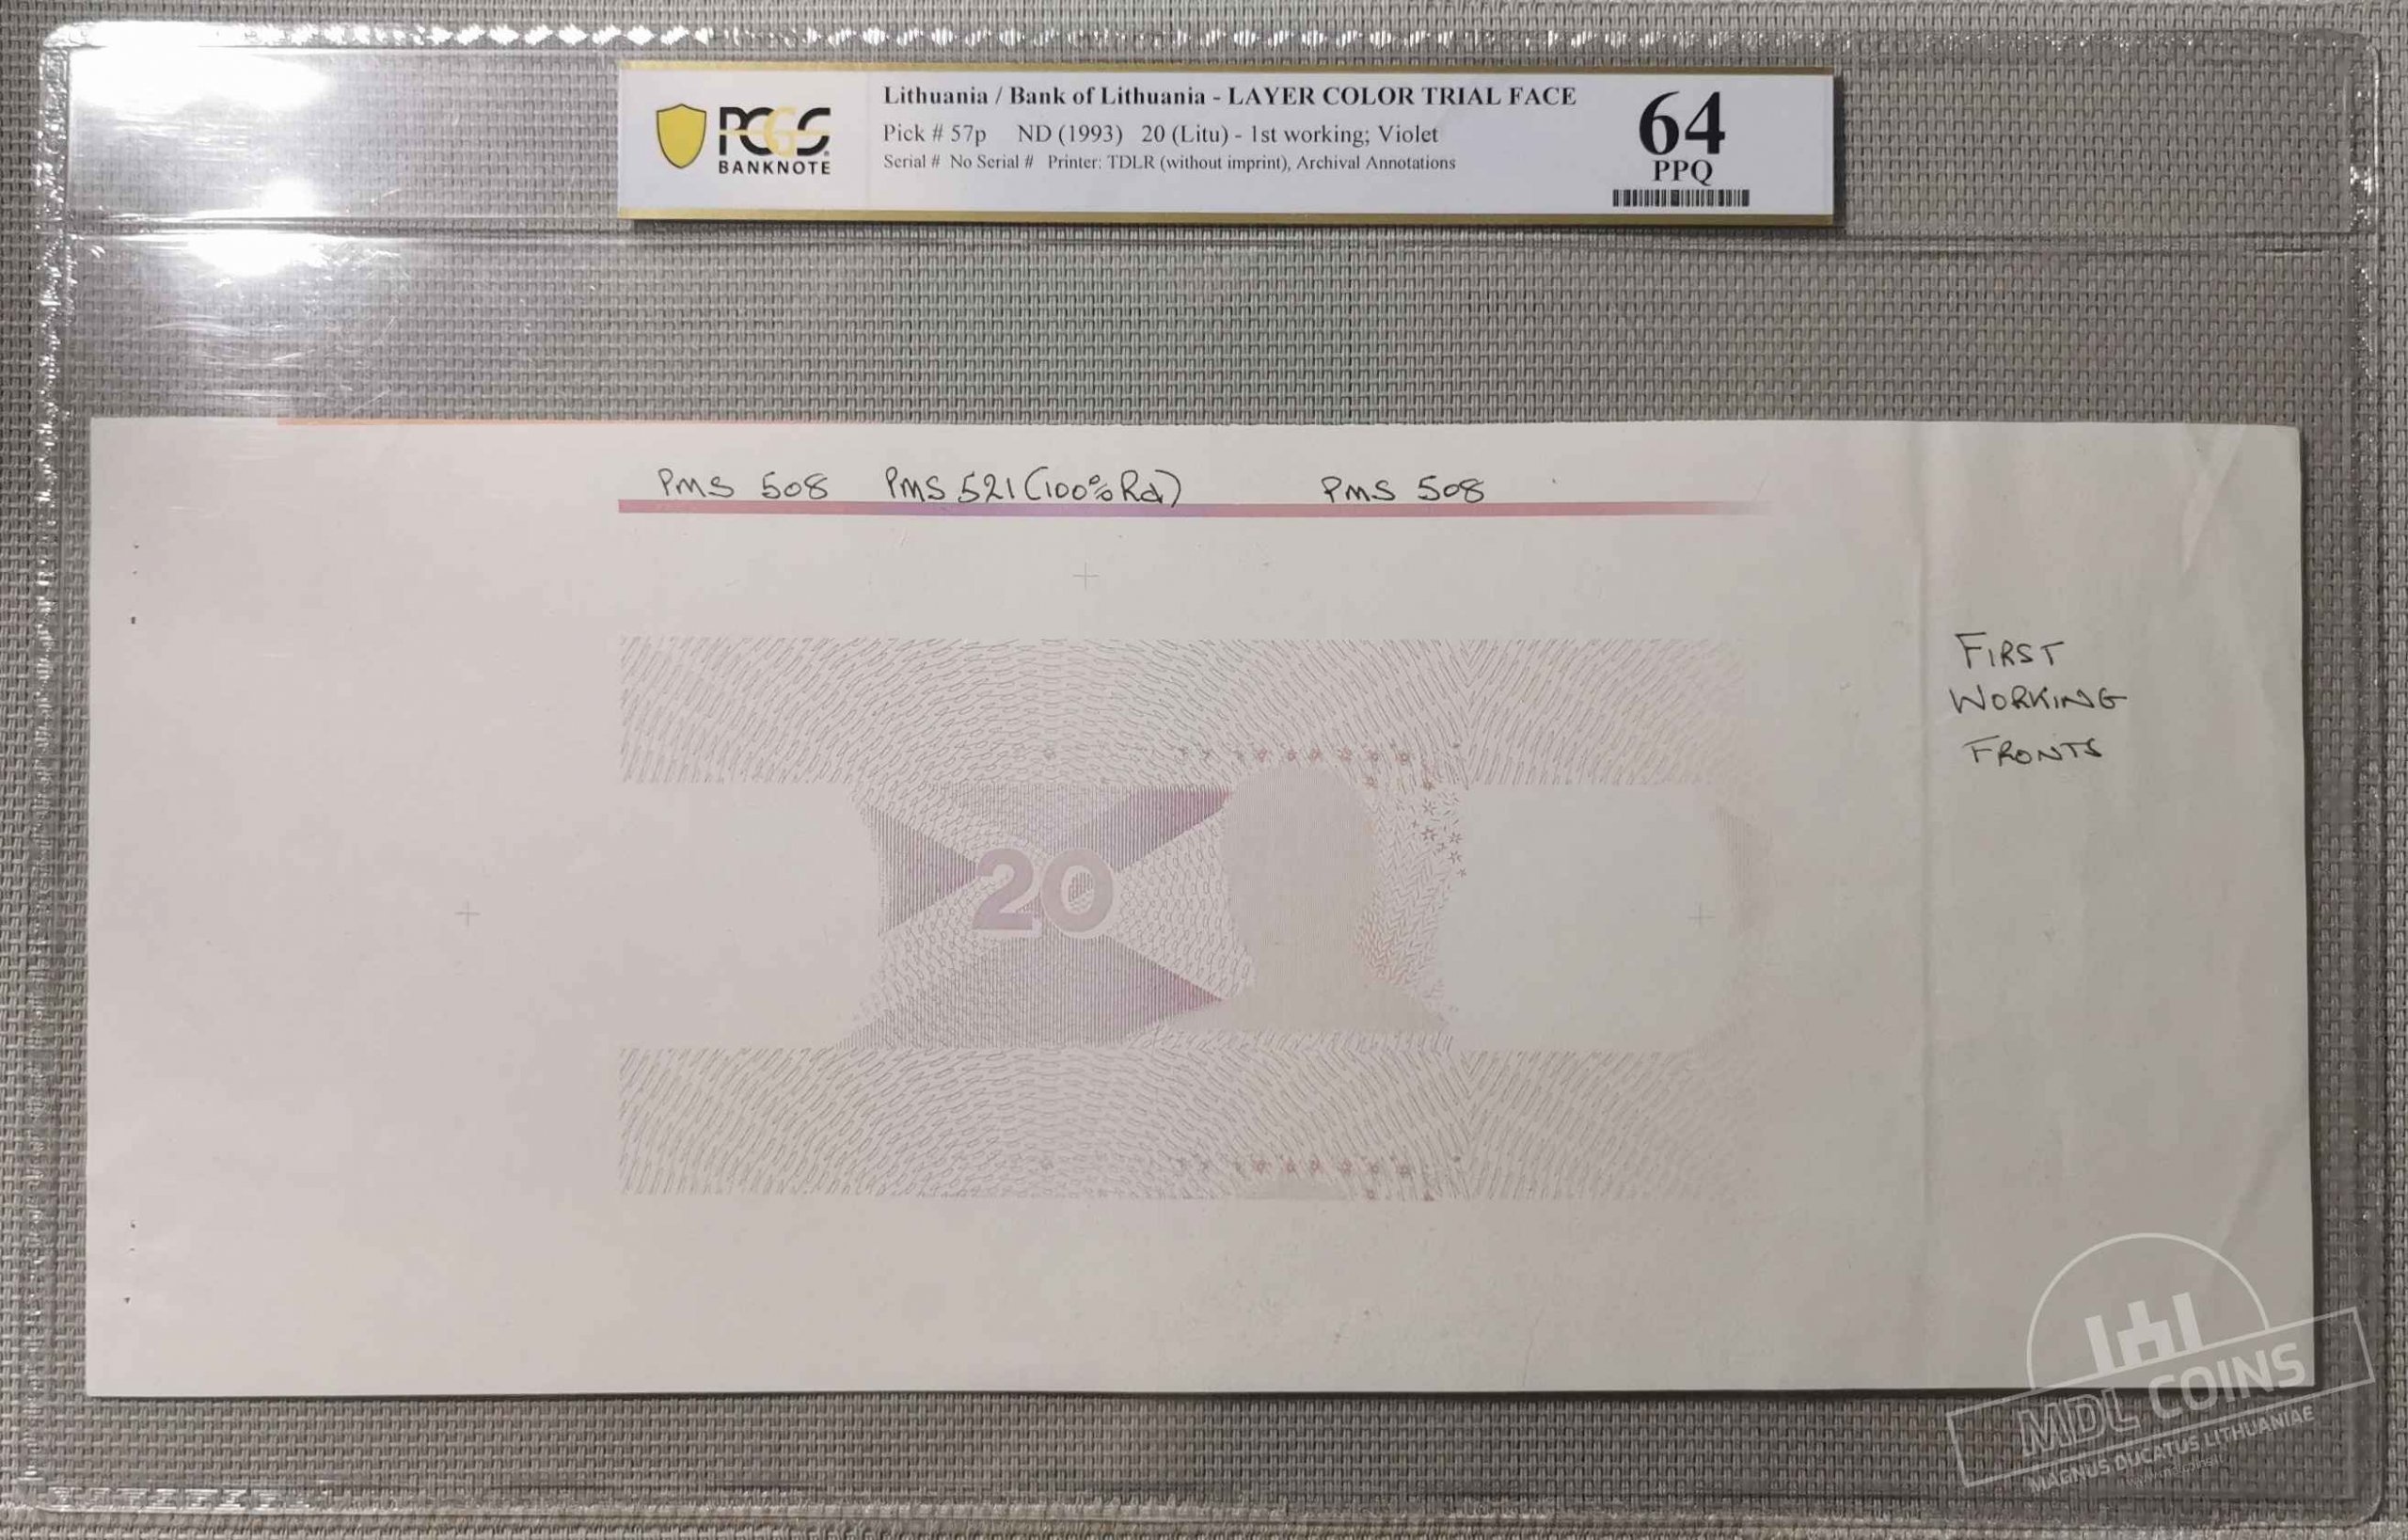 PCGS
BANKNOTE
Lithuania / Bank of Lithuania - LAYER COLOR TRIAL FACE
Pick # 57p ND (1993) 20 (Litu) - 1st working; Violet
Serial # No Serial # Printer: TDLR (without imprint), Archival Annotations
64
PPQ
PMS 508 PMS 521 (100% Rd) PMS 508
FIRST
WORKING
FRONTS
20
MDL COINS
MAGNUS DUCATUS LITHUANIAE